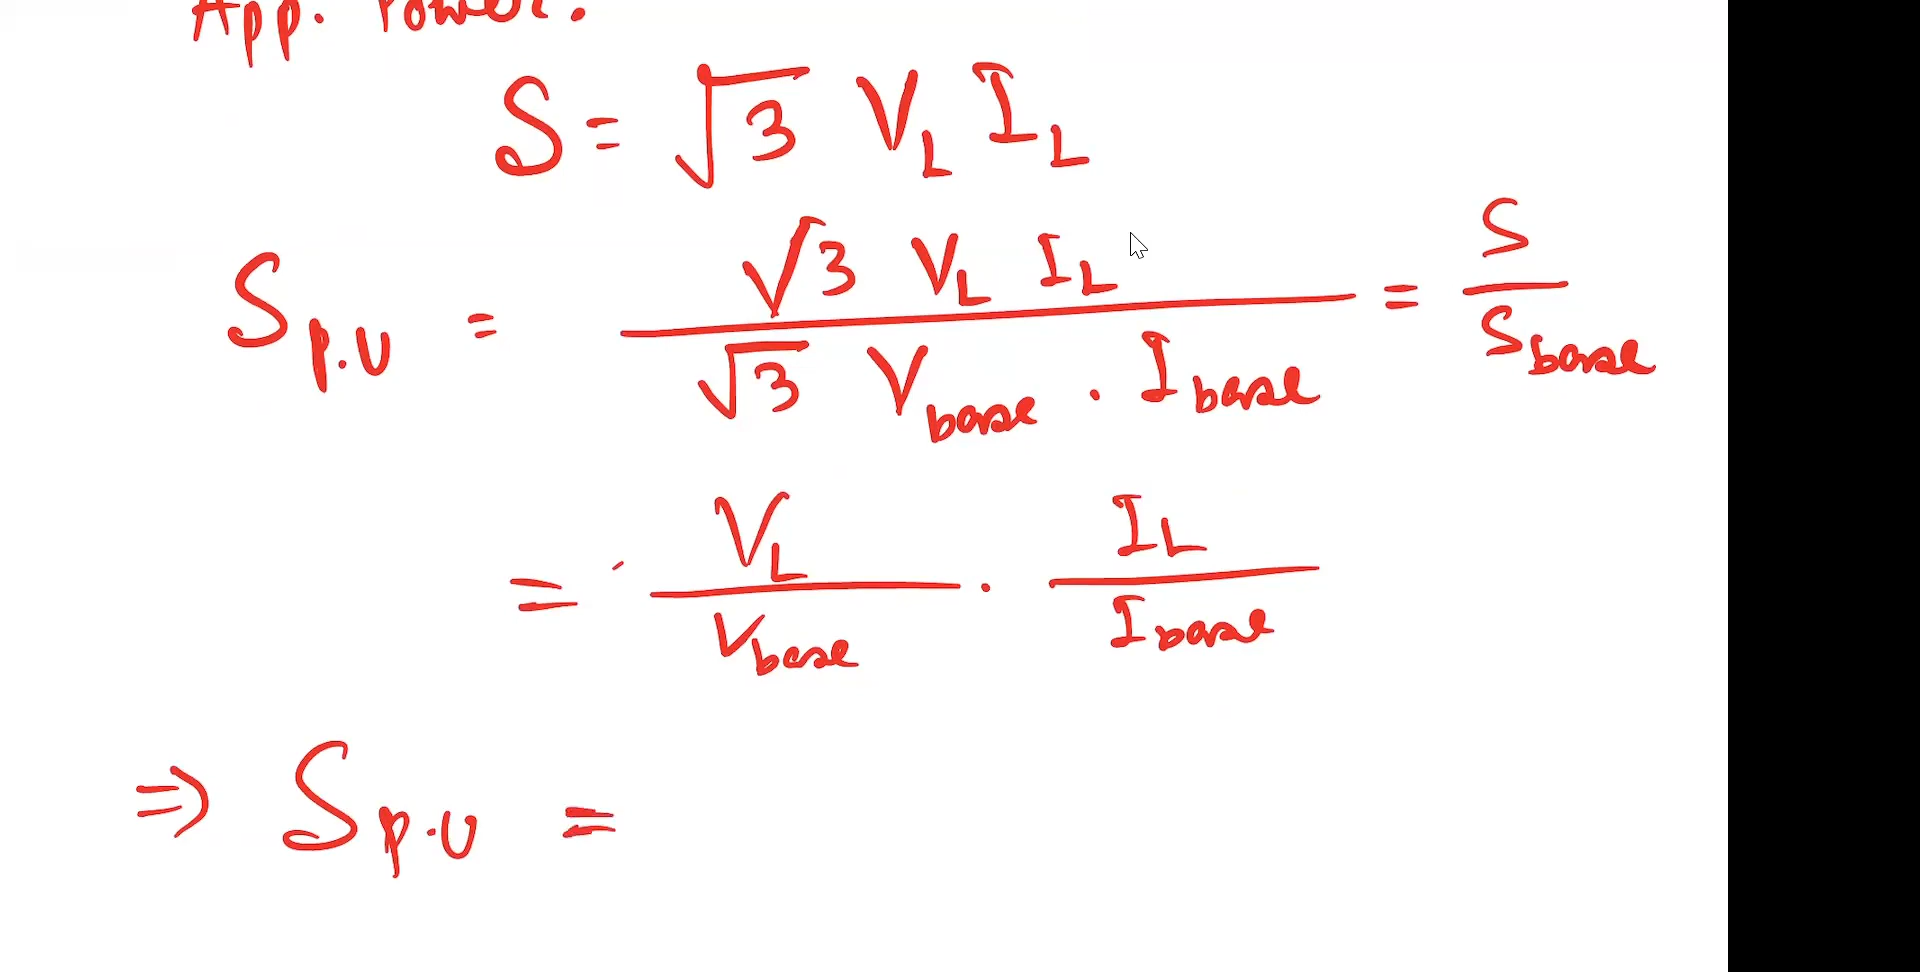 App. Power.
S = √3 V_L I_L
S_p.u = √3 V_L I_L / √3 V_base . I_base = S / S_base
= V_L / V_base . I_L / I_base
⇒ S_p.u =